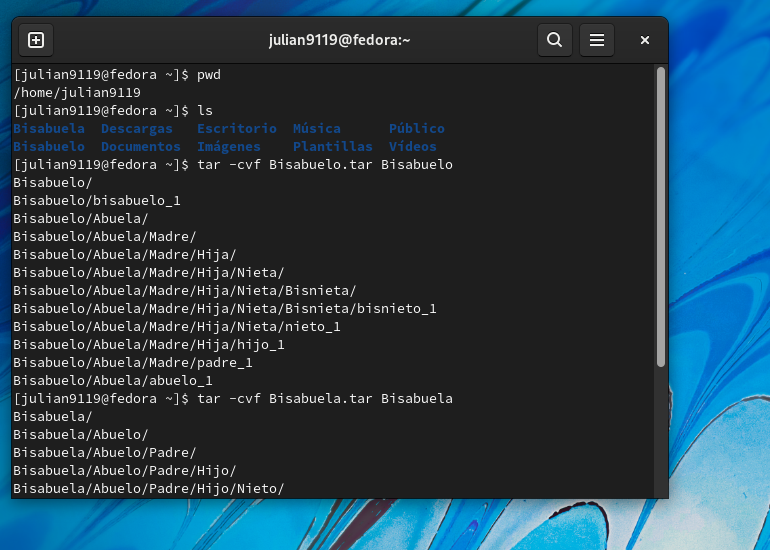 julian9119@fedora:~
[julian9119@fedora ~]$ pwd
/home/julian9119
[julian9119@fedora ~]$ ls
Bisabuela  Descargas   Escritorio  Música      Público
Bisabuelo  Documentos  Imágenes    Plantillas  Vídeos
[julian9119@fedora ~]$ tar -cvf Bisabuelo.tar Bisabuelo
Bisabuelo/
Bisabuelo/bisabuelo_1
Bisabuelo/Abuela/
Bisabuelo/Abuela/Madre/
Bisabuelo/Abuela/Madre/Hija/
Bisabuelo/Abuela/Madre/Hija/Nieta/
Bisabuelo/Abuela/Madre/Hija/Nieta/Bisnieta/
Bisabuelo/Abuela/Madre/Hija/Nieta/Bisnieta/bisnieto_1
Bisabuelo/Abuela/Madre/Hija/Nieta/nieto_1
Bisabuelo/Abuela/Madre/Hija/hijo_1
Bisabuelo/Abuela/Madre/padre_1
Bisabuelo/Abuela/abuelo_1
[julian9119@fedora ~]$ tar -cvf Bisabuela.tar Bisabuela
Bisabuela/
Bisabuela/Abuelo/
Bisabuela/Abuelo/Padre/
Bisabuela/Abuelo/Padre/Hijo/
Bisabuela/Abuelo/Padre/Hijo/Nieto/